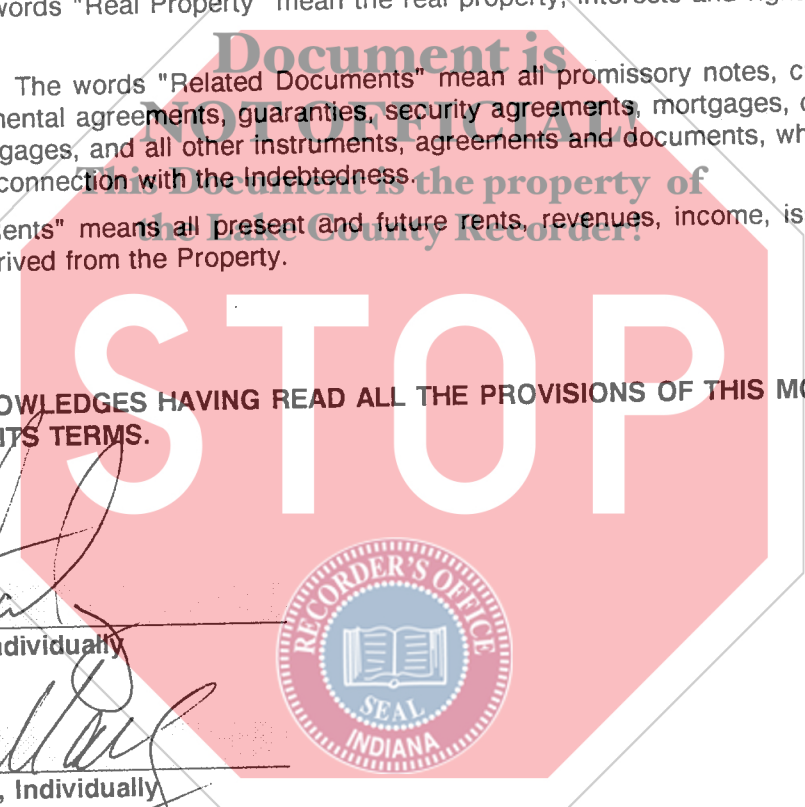 words "Real Property" mean the real property, interests and
Document is
The words "Related Documents" mean all promissory notes, c
mental agreements, guaranties, security agreements, mortgages,
NOT OFFICIAL!
gages, and all other instruments, agreements and documents, wh
connection with the Indebtedness.
This Document is the property of
ents" means all present and future rents, revenues, income, is
the Lake County Recorder!
rived from the Property.
STOP
OWLEDGES HAVING READ ALL THE PROVISIONS OF THIS MO
ITS TERMS.
RECORDER'S OFFICE
SEAL
INDIANA
dividually
, Individually